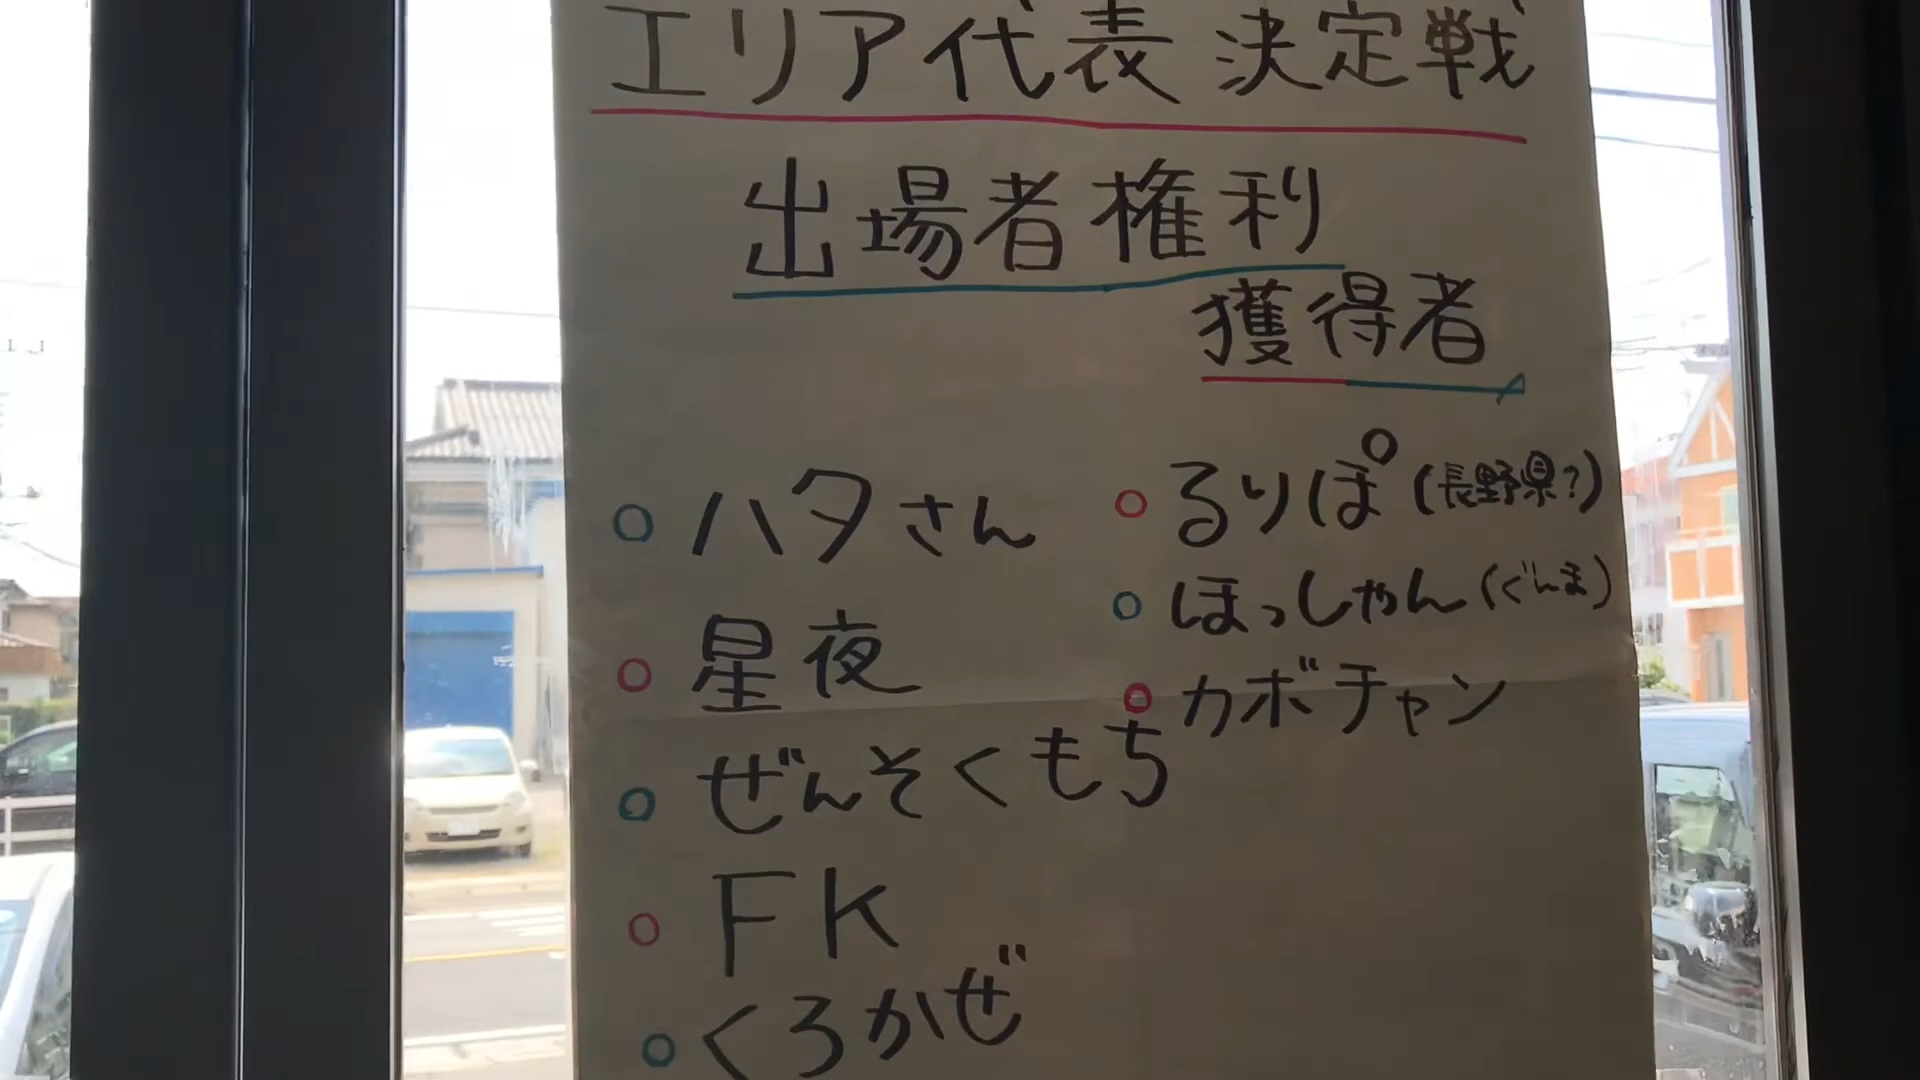 エリア代表決定戦
出場者権利
獲得者
○ハタさん
○星夜
○ぜんそくもち
○FK
○くろかぜ
○るりぽ(長野県?)
○ほっしゃん(ぐんま)
○カボチャン